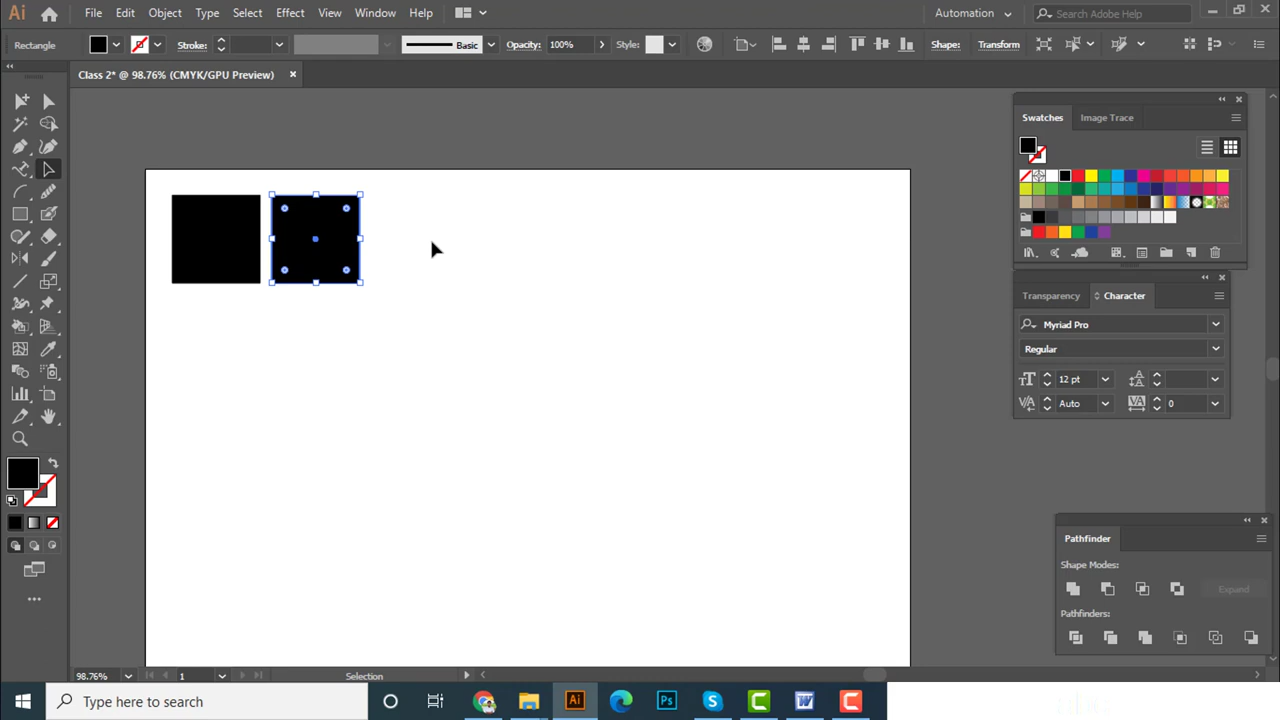 Ai File Edit Object Type Select Effect View Window Help Automation Search Adobe Help
Rectangle Stroke: Basic Opacity: 100% Style: Shape: Transform
Class 2* @ 98.76% (CMYK/GPU Preview)
Swatches Image Trace
Transparency Character
Myriad Pro
Regular
12 pt
Auto 0
Pathfinder
Shape Modes:
Expand
Pathfinders:
98.76% 1 Selection
Type here to search Ai Ps S W